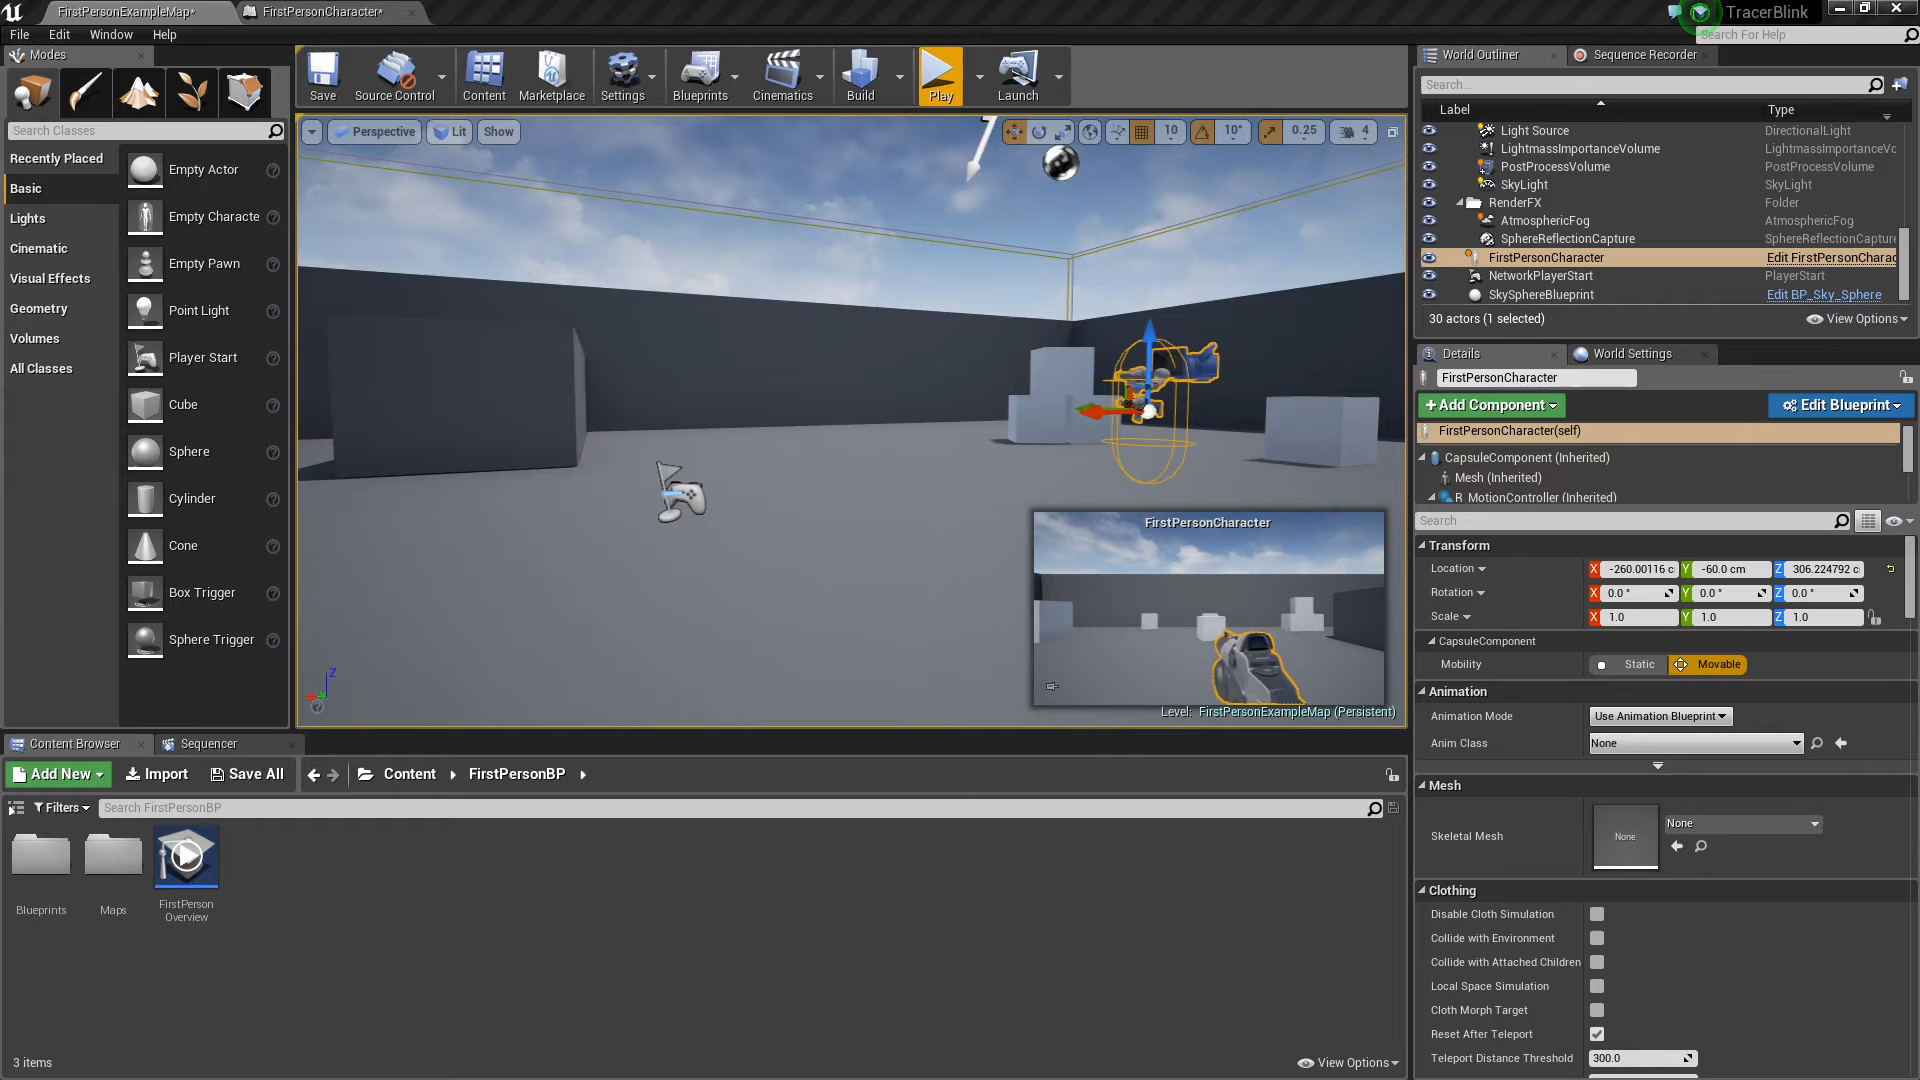 FirstPersonExampleMap*
FirstPersonCharacter*
TracerBlink
File Edit Window Help
Search For Help
Modes
Save
Source Control
Content
Marketplace
Settings
Blueprints
Cinematics
Build
Play
Launch
World Outliner
Sequence Recorder
Search...
Label Type
Light Source DirectionalLight
LightmassImportanceVolume LightmassImportanceVo
PostProcessVolume PostProcessVolume
SkyLight SkyLight
RenderFX Folder
AtmosphericFog AtmosphericFog
SphereReflectionCapture SphereReflectionCapture
FirstPersonCharacter Edit FirstPersonCharac
NetworkPlayerStart PlayerStart
SkySphereBlueprint Edit BP_Sky_Sphere
30 actors (1 selected)
View Options
Search Classes
Recently Placed
Basic
Lights
Cinematic
Visual Effects
Geometry
Volumes
All Classes
Empty Actor
Empty Characte
Empty Pawn
Point Light
Player Start
Cube
Sphere
Cylinder
Cone
Box Trigger
Sphere Trigger
Perspective
Lit
Show
10
10°
0.25
4
FirstPersonCharacter
Z
Level: FirstPersonExampleMap (Persistent)
Details
World Settings
FirstPersonCharacter
+Add Component
Edit Blueprint
FirstPersonCharacter(self)
CapsuleComponent (Inherited)
Mesh (Inherited)
R_MotionController (Inherited)
Search
Transform
Location X -260.00116 c Y -60.0 cm Z 306.224792 c
Rotation X 0.0 ° Y 0.0 ° Z 0.0 °
Scale X 1.0 Y 1.0 Z 1.0
CapsuleComponent
Mobility Static Movable
Animation
Animation Mode Use Animation Blueprint
Anim Class None
Mesh
Skeletal Mesh None None
Clothing
Disable Cloth Simulation
Collide with Environment
Collide with Attached Children
Local Space Simulation
Cloth Morph Target
Reset After Teleport
Teleport Distance Threshold 300.0
Content Browser
Sequencer
Add New
Import
Save All
Content
FirstPersonBP
Filters
Search FirstPersonBP
Blueprints
Maps
FirstPerson
Overview
3 items
View Options